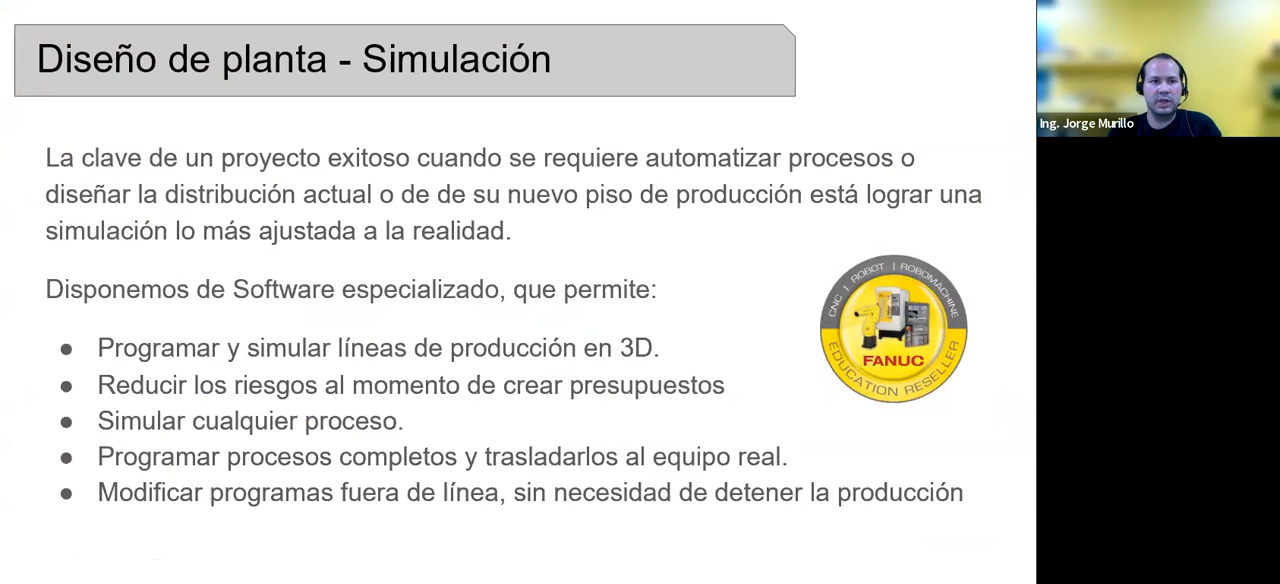 Diseño de planta - Simulación
La clave de un proyecto exitoso cuando se requiere automatizar procesos o
diseñar la distribución actual o de de su nuevo piso de producción está lograr una
simulación lo más ajustada a la realidad.
Disponemos de Software especializado, que permite:
● Programar y simular líneas de producción en 3D.
● Reducir los riesgos al momento de crear presupuestos
● Simular cualquier proceso.
● Programar procesos completos y trasladarlos al equipo real.
● Modificar programas fuera de línea, sin necesidad de detener la producción
CNC | ROBOT | ROBOMACHINE
FANUC
EDUCATION RESELLER
Ing. Jorge Murillo